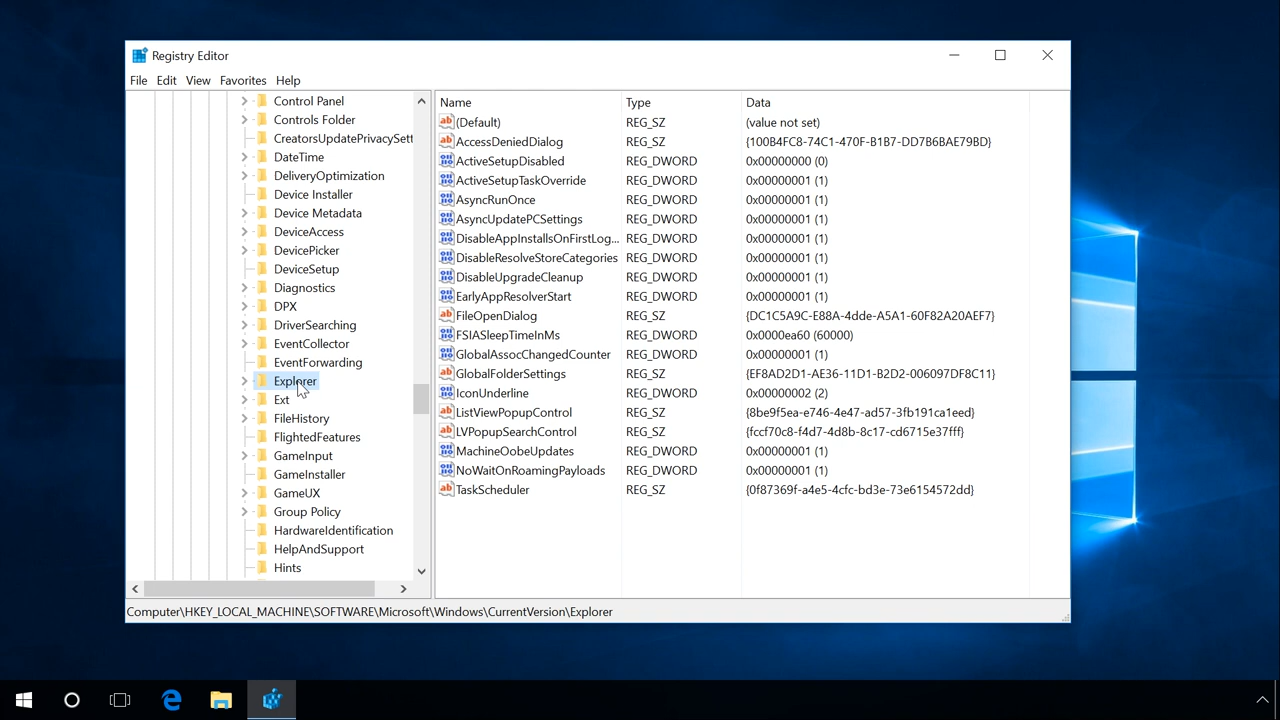 Registry Editor
File Edit View Favorites Help
Control Panel
Controls Folder
CreatorsUpdatePrivacySett
DateTime
DeliveryOptimization
Device Installer
Device Metadata
DeviceAccess
DevicePicker
DeviceSetup
Diagnostics
DPX
DriverSearching
EventCollector
EventForwarding
Explorer
Ext
FileHistory
FlightedFeatures
GameInput
GameInstaller
GameUX
Group Policy
HardwareIdentification
HelpAndSupport
Hints
Name Type Data
(Default) REG_SZ (value not set)
AccessDeniedDialog REG_SZ {100B4FC8-74C1-470F-B1B7-DD7B6BAE79BD}
ActiveSetupDisabled REG_DWORD 0x00000000 (0)
ActiveSetupTaskOverride REG_DWORD 0x00000001 (1)
AsyncRunOnce REG_DWORD 0x00000001 (1)
AsyncUpdatePCSettings REG_DWORD 0x00000001 (1)
DisableAppInstallsOnFirstLog... REG_DWORD 0x00000001 (1)
DisableResolveStoreCategories REG_DWORD 0x00000001 (1)
DisableUpgradeCleanup REG_DWORD 0x00000001 (1)
EarlyAppResolverStart REG_DWORD 0x00000001 (1)
FileOpenDialog REG_SZ {DC1C5A9C-E88A-4dde-A5A1-60F82A20AEF7}
FSIASleepTimeInMs REG_DWORD 0x0000ea60 (60000)
GlobalAssocChangedCounter REG_DWORD 0x00000001 (1)
GlobalFolderSettings REG_SZ {EF8AD2D1-AE36-11D1-B2D2-006097DF8C11}
IconUnderline REG_DWORD 0x00000002 (2)
ListViewPopupControl REG_SZ {8be9f5ea-e746-4e47-ad57-3fb191ca1eed}
LVPopupSearchControl REG_SZ {fccf70c8-f4d7-4d8b-8c17-cd6715e37fff}
MachineOobeUpdates REG_DWORD 0x00000001 (1)
NoWaitOnRoamingPayloads REG_DWORD 0x00000001 (1)
TaskScheduler REG_SZ {0f87369f-a4e5-4cfc-bd3e-73e6154572dd}
Computer\HKEY_LOCAL_MACHINE\SOFTWARE\Microsoft\Windows\CurrentVersion\Explorer